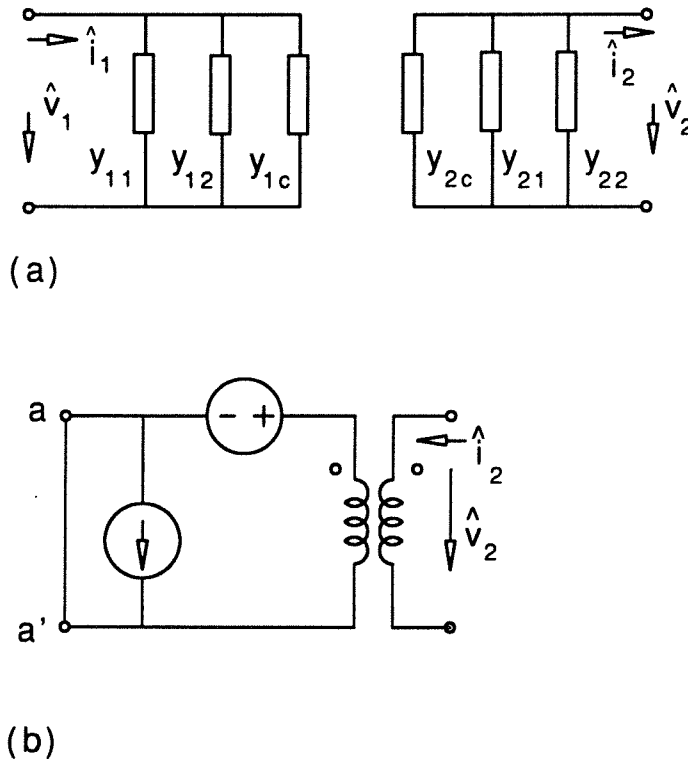 î₁ î₂
v̂₁ v̂₂
y₁₁ y₁₂ y₁c y₂c y₂₁ y₂₂
(a)
a - +
î₂
v̂₂
a'
(b)